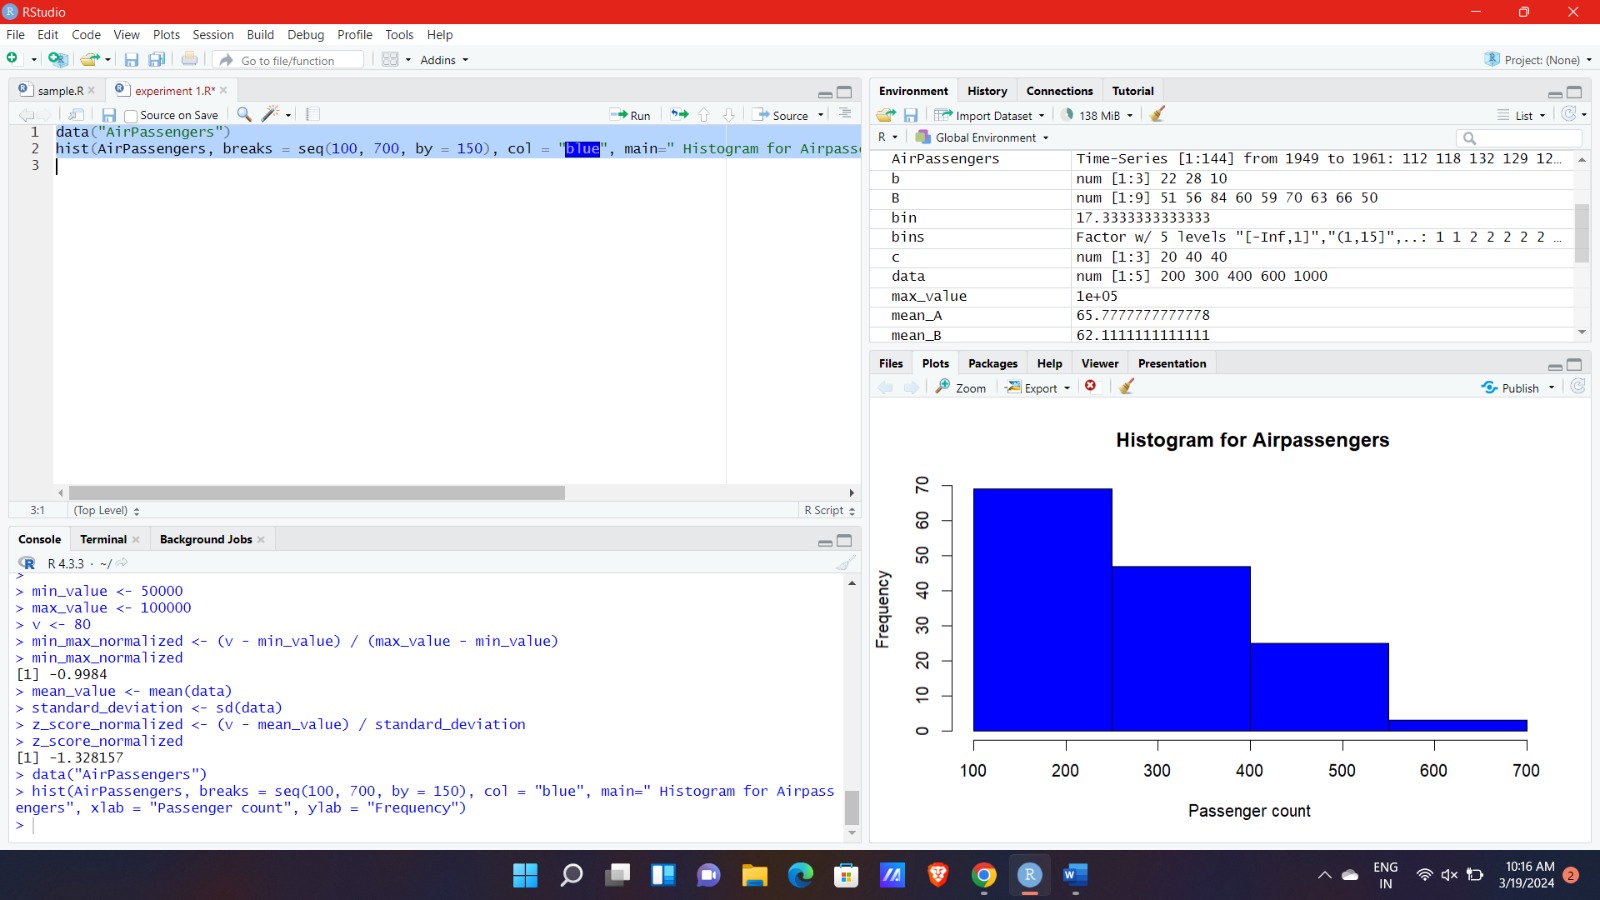 RStudio
File Edit Code View Plots Session Build Debug Profile Tools Help
Go to file/function Addins Project: (None)
sample.R experiment 1.R*
Source on Save Run Source
1 data("AirPassengers")
2 hist(AirPassengers, breaks = seq(100, 700, by = 150), col = "blue", main=" Histogram for Airpasse
3
3:1 (Top Level) R Script
Console Terminal Background Jobs
R 4.3.3 · ~/
>
> min_value <- 50000
> max_value <- 100000
> v <- 80
> min_max_normalized <- (v - min_value) / (max_value - min_value)
> min_max_normalized
[1] -0.9984
> mean_value <- mean(data)
> standard_deviation <- sd(data)
> z_score_normalized <- (v - mean_value) / standard_deviation
> z_score_normalized
[1] -1.328157
> data("AirPassengers")
> hist(AirPassengers, breaks = seq(100, 700, by = 150), col = "blue", main=" Histogram for Airpass
engers", xlab = "Passenger count", ylab = "Frequency")
>
Environment History Connections Tutorial
Import Dataset 138 MiB List
R Global Environment
AirPassengers Time-Series [1:144] from 1949 to 1961: 112 118 132 129 12…
b num [1:3] 22 28 10
B num [1:9] 51 56 84 60 59 70 63 66 50
bin 17.3333333333333
bins Factor w/ 5 levels "[-Inf,1]","(1,15]",..: 1 1 2 2 2 2 2 …
c num [1:3] 20 40 40
data num [1:5] 200 300 400 600 1000
max_value 1e+05
mean_A 65.7777777777778
mean_B 62.1111111111111
Files Plots Packages Help Viewer Presentation
Zoom Export Publish
Histogram for Airpassengers
Frequency
70
60
50
40
30
20
10
0
100 200 300 400 500 600 700
Passenger count
ENG
IN
10:16 AM
3/19/2024
2